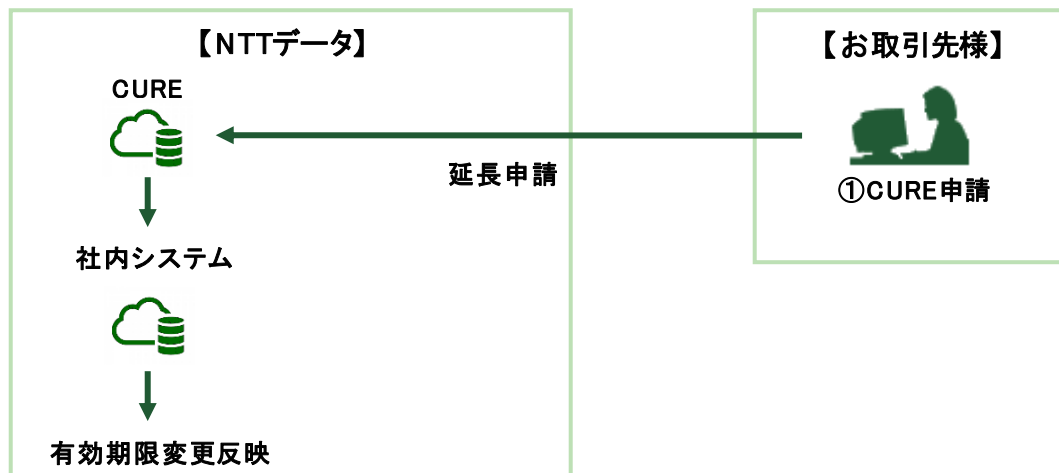 【NTTデータ】
CURE
社内システム
有効期限変更反映
延長申請
【お取引先様】
①CURE申請